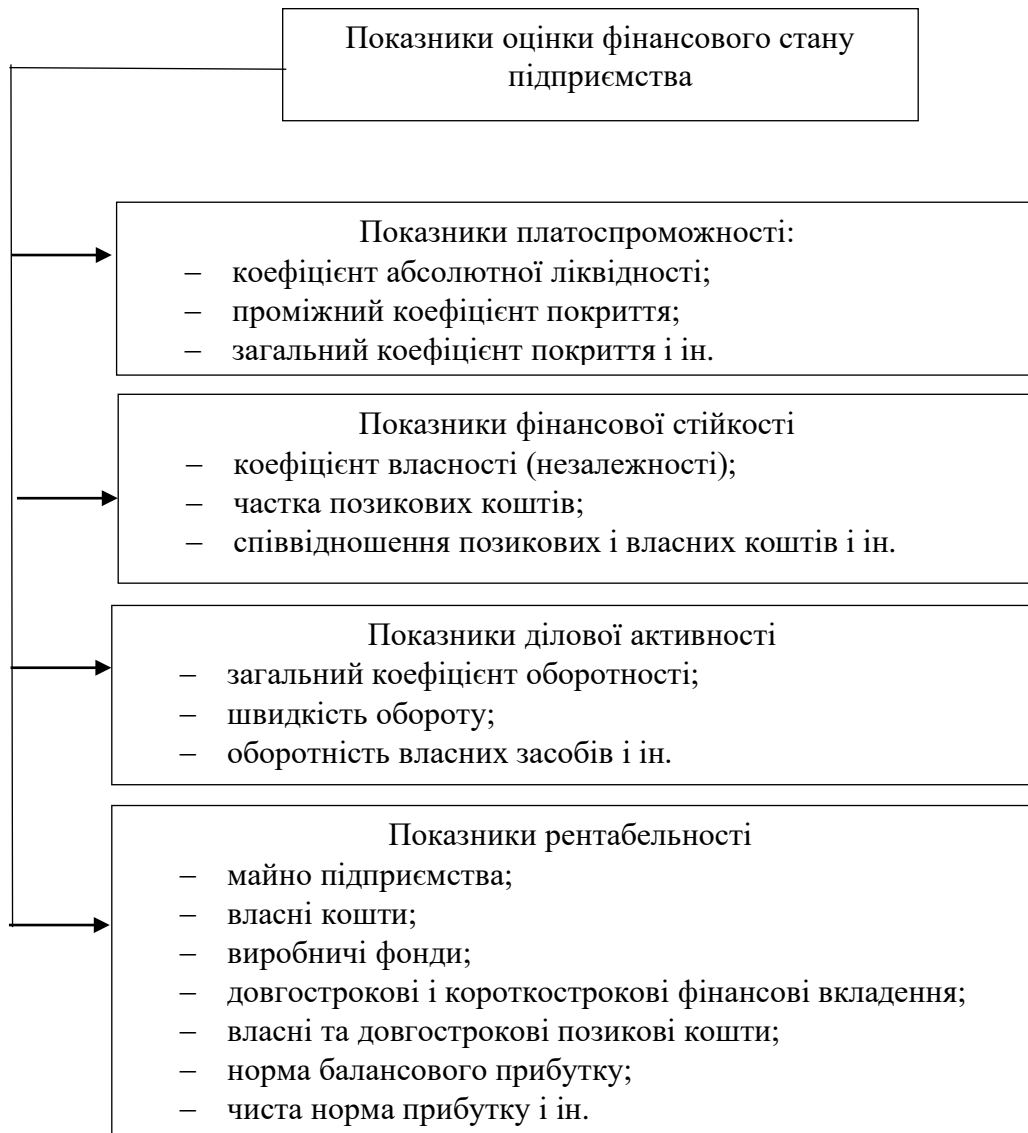 Показники оцінки фінансового стану
підприємства
Показники платоспроможності:
– коефіцієнт абсолютної ліквідності;
– проміжний коефіцієнт покриття;
– загальний коефіцієнт покриття і ін.
Показники фінансової стійкості
– коефіцієнт власності (незалежності);
– частка позикових коштів;
– співвідношення позикових і власних коштів і ін.
Показники ділової активності
– загальний коефіцієнт оборотності;
– швидкість обороту;
– оборотність власних засобів і ін.
Показники рентабельності
– майно підприємства;
– власні кошти;
– виробничі фонди;
– довгострокові і короткострокові фінансові вкладення;
– власні та довгострокові позикові кошти;
– норма балансового прибутку;
– чиста норма прибутку і ін.